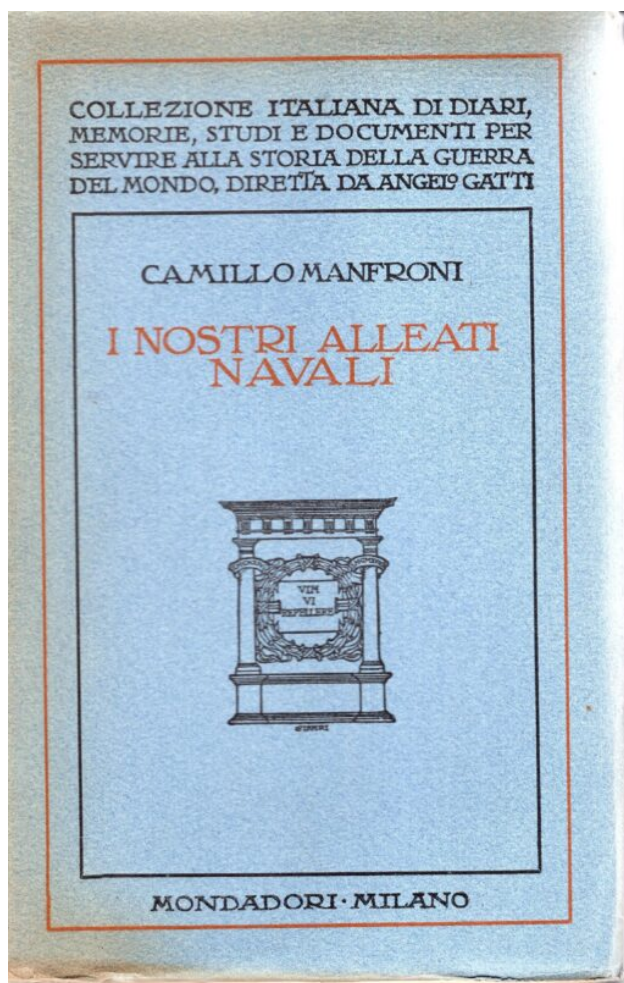 COLLEZIONE ITALIANA DI DIARI,
MEMORIE, STUDI E DOCUMENTI PER
SERVIRE ALLA STORIA DELLA GUERRA
DEL MONDO, DIRETTA DA ANGELO GATTI
CAMILLO MANFRONI
I NOSTRI ALLEATI
NAVALI
VIM
VI
REPELLERE
MONDADORI · MILANO